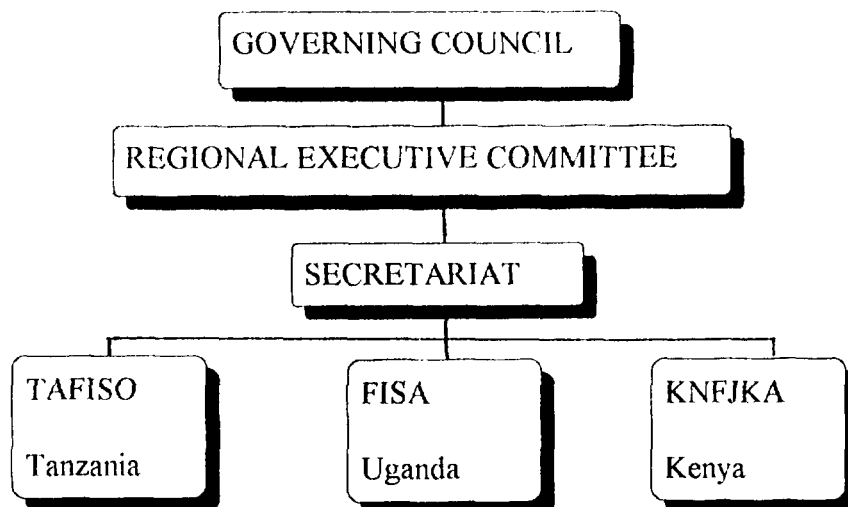 GOVERNING COUNCIL
REGIONAL EXECUTIVE COMMITTEE
SECRETARIAT
TAFISO
Tanzania
FISA
Uganda
KNFJKA
Kenya